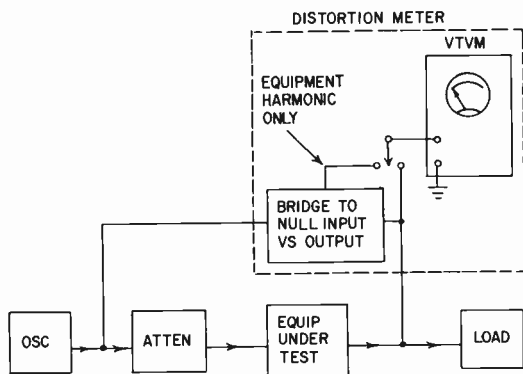 DISTORTION METER
VTVM
EQUIPMENT
HARMONIC
ONLY
BRIDGE TO
NULL INPUT
VS OUTPUT
OSC
ATTEN
EQUIP
UNDER
TEST
LOAD